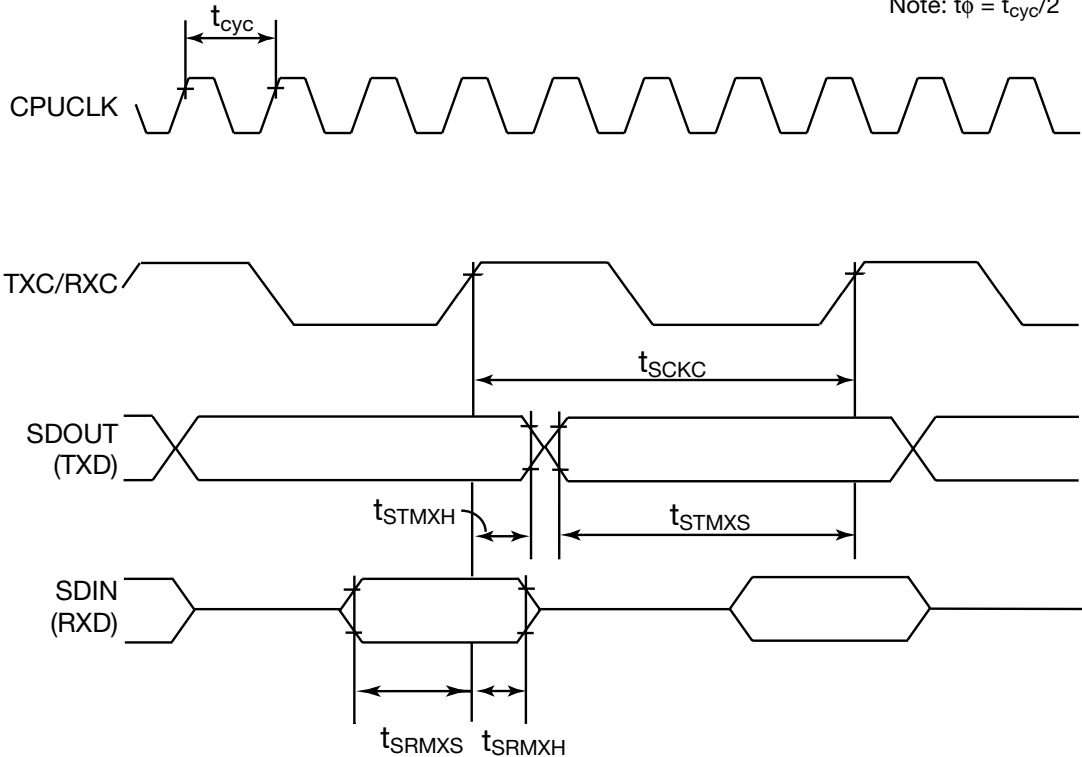 Note: tϕ = tcyc/2
tcyc
CPUCLK
TXC/RXC
tSCKC
SDOUT
(TXD)
tSTMXH
tSTMXS
SDIN
(RXD)
tSRMXS
tSRMXH